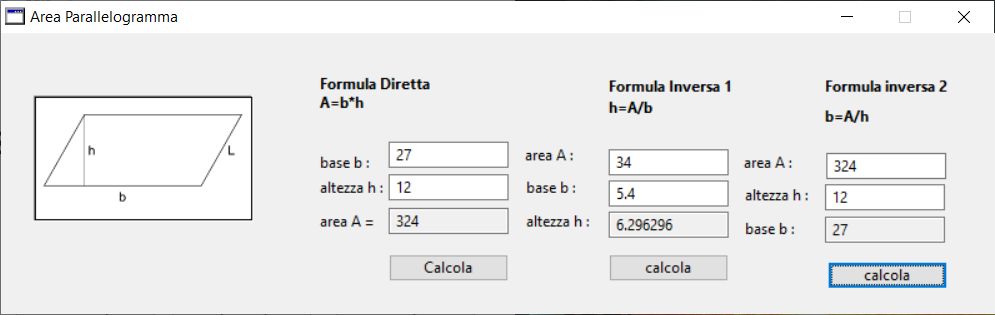 Area Parallelogramma
h
L
b
Formula Diretta
A=b*h
base b :
27
altezza h :
12
area A =
324
Calcola
Formula Inversa 1
h=A/b
area A :
34
base b :
5.4
altezza h :
6.296296
calcola
Formula inversa 2
b=A/h
area A :
324
altezza h :
12
base b :
27
calcola